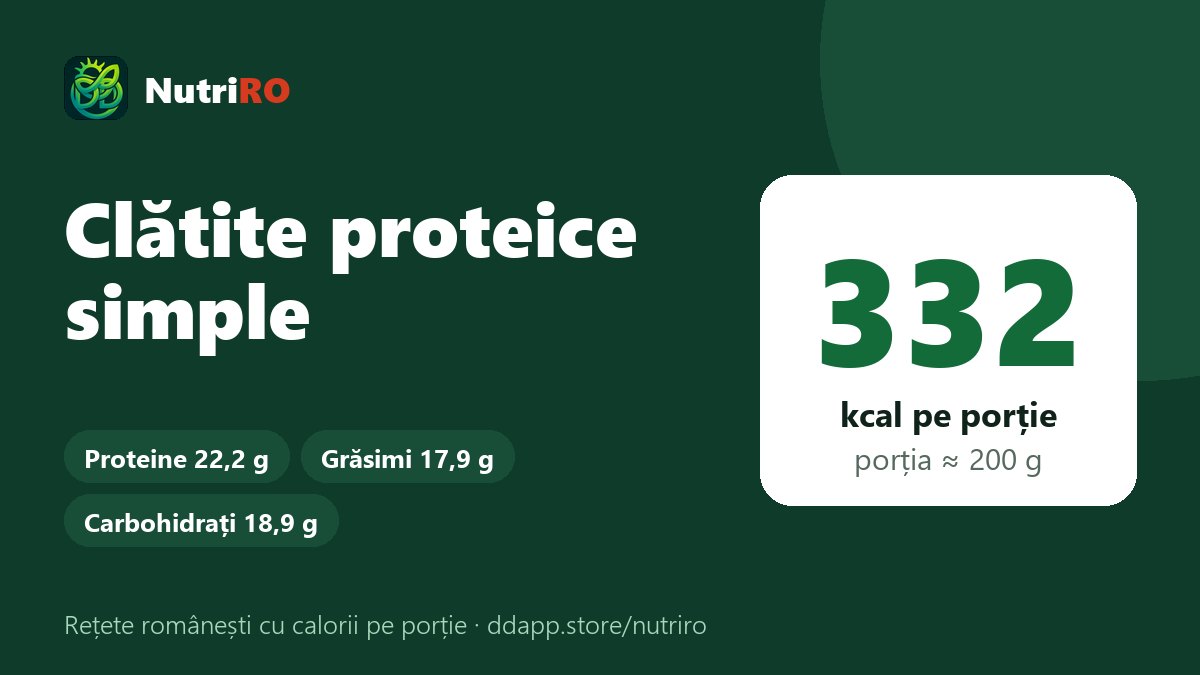 NutriRO
Clătite proteice
simple
332
kcal pe porție
porția ≈ 200 g
Proteine 22,2 g
Grăsimi 17,9 g
Carbohidrați 18,9 g
Rețete românești cu calorii pe porție · ddapp.store/nutriro